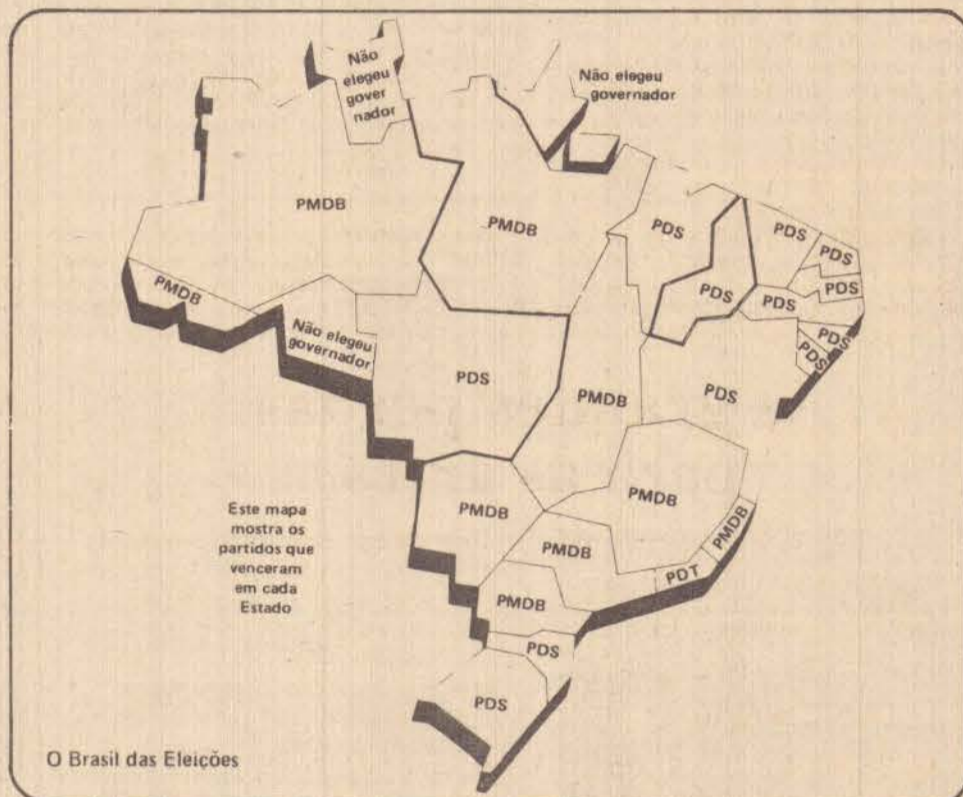 Não
elegeu
gover
nador
Não elegeu
governador
PMDB
PMDB
PDS
PDS
PDS
PDS
PDS
PDS
PDS
PDS
PMDB
Não elegeu
governador
PDS
PMDB
PDS
PMDB
PMDB
PMDB
PMDB
PDT
PMDB
PDS
PDS
Este mapa
mostra os
partidos que
venceram
em cada
Estado
O Brasil das Eleições